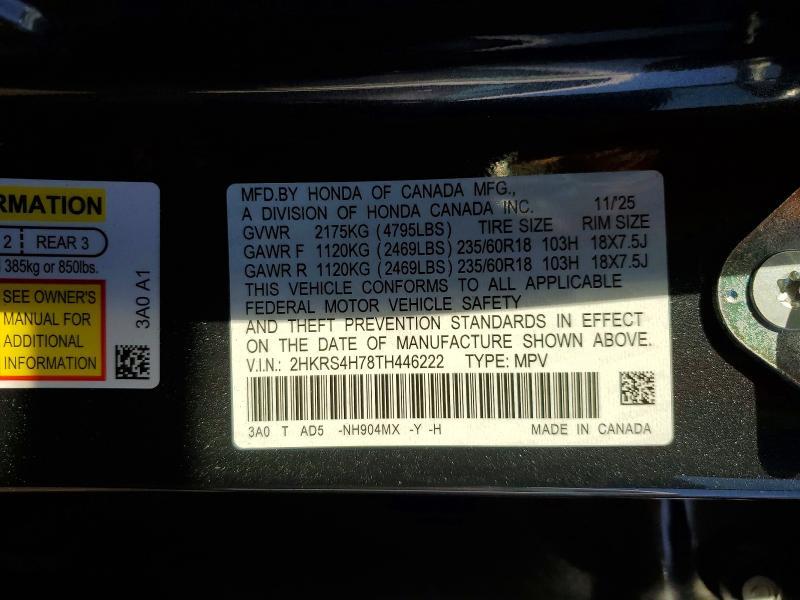 RMATION
2 | REAR 3
385kg or 850lbs.
SEE OWNER'S
MANUAL FOR
ADDITIONAL
INFORMATION
3A0 A1
MFD.BY HONDA OF CANADA MFG.,
A DIVISION OF HONDA CANADA INC. 11/'25
GVWR 2175KG (4795LBS) TIRE SIZE RIM SIZE
GAWR F 1120KG (2469LBS) 235/60R18 103H 18X7.5J
GAWR R 1120KG (2469LBS) 235/60R18 103H 18X7.5J
THIS VEHICLE CONFORMS TO ALL APPLICABLE
FEDERAL MOTOR VEHICLE SAFETY
AND THEFT PREVENTION STANDARDS IN EFFECT
ON THE DATE OF MANUFACTURE SHOWN ABOVE.
V.I.N.: 2HKRS4H78TH446222 TYPE: MPV
3A0 T AD5 -NH904MX -Y -H MADE IN CANADA